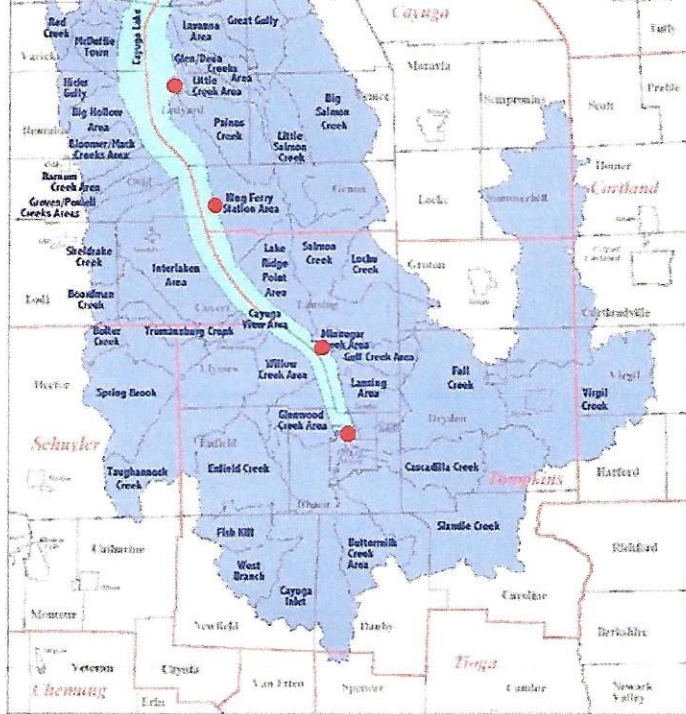 Red
Creek
McDuffie
Town
Cayuga Lake
Lavanna
Area
Great Gully
Cayuga
Tully
Varick
Glen/Dean
Creeks
Area
Little
Creek Area
Moravia
Preble
Hicks
Gully
Ledyard
Big
Salmon
Creek
Sempronius
Scott
Big Hollow
Area
Paines
Creek
Bloomer/Mack
Creeks Area
Little
Salmon
Creek
Homer
Barnum
Creek Area
Genoa
Locke
Summerhill
Cortland
Groves/Powell
Creeks Areas
King Ferry
Station Area
Sheldrake
Creek
Interlaken
Area
Lake
Ridge
Point
Area
Salmon
Creek
Locke
Creek
Groton
Lodi
Boardman
Creek
Covert
Lansing
Cayuga
View Area
Cortlandville
Bolter
Creek
Trumansburg Creek
Minnegar
Creek Area
Gulf Creek Area
Ulysses
Willow
Creek Area
Fall
Creek
Virgil
Hector
Spring Brook
Lansing
Area
Virgil
Creek
Glenwood
Creek Area
Dryden
Schuyler
Enfield
Taughannock
Creek
Enfield Creek
Cascadilla Creek
Tompkins
Harford
Ithaca
Fish Kill
Slaterville Creek
Buttermilk
Creek
Area
Catharine
Richford
West
Branch
Cayuga
Inlet
Caroline
Montour
Newfield
Danby
Berkshire
Tioga
Veteran
Cayuta
Chemung
Van Etten
Spencer
Candor
Newark
Valley
Erin